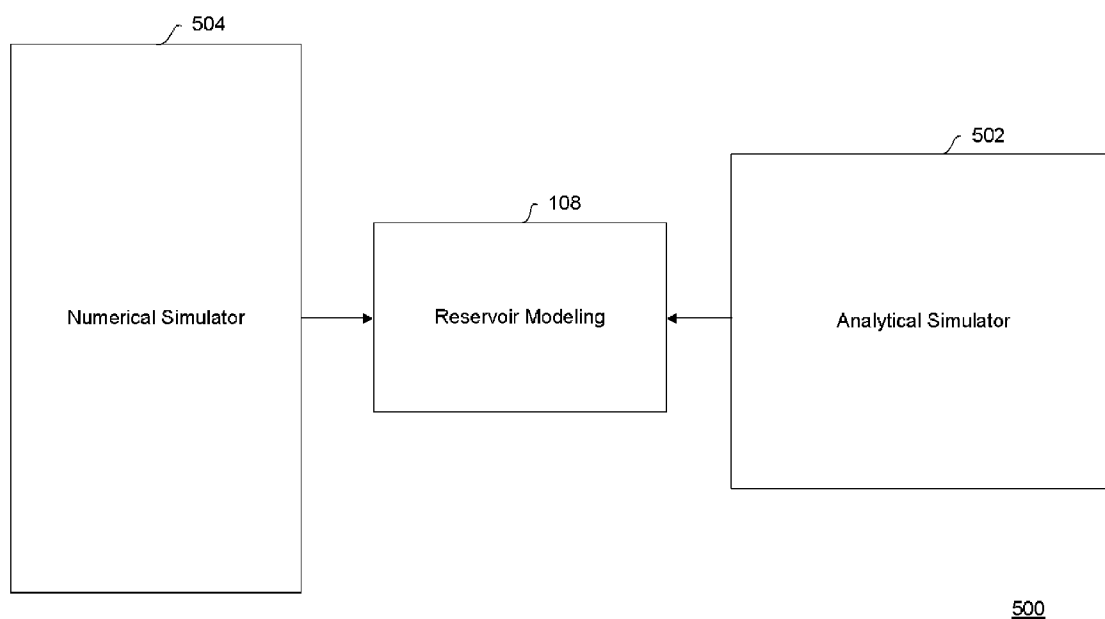 504
502
108
Numerical Simulator
Reservoir Modeling
Analytical Simulator
500